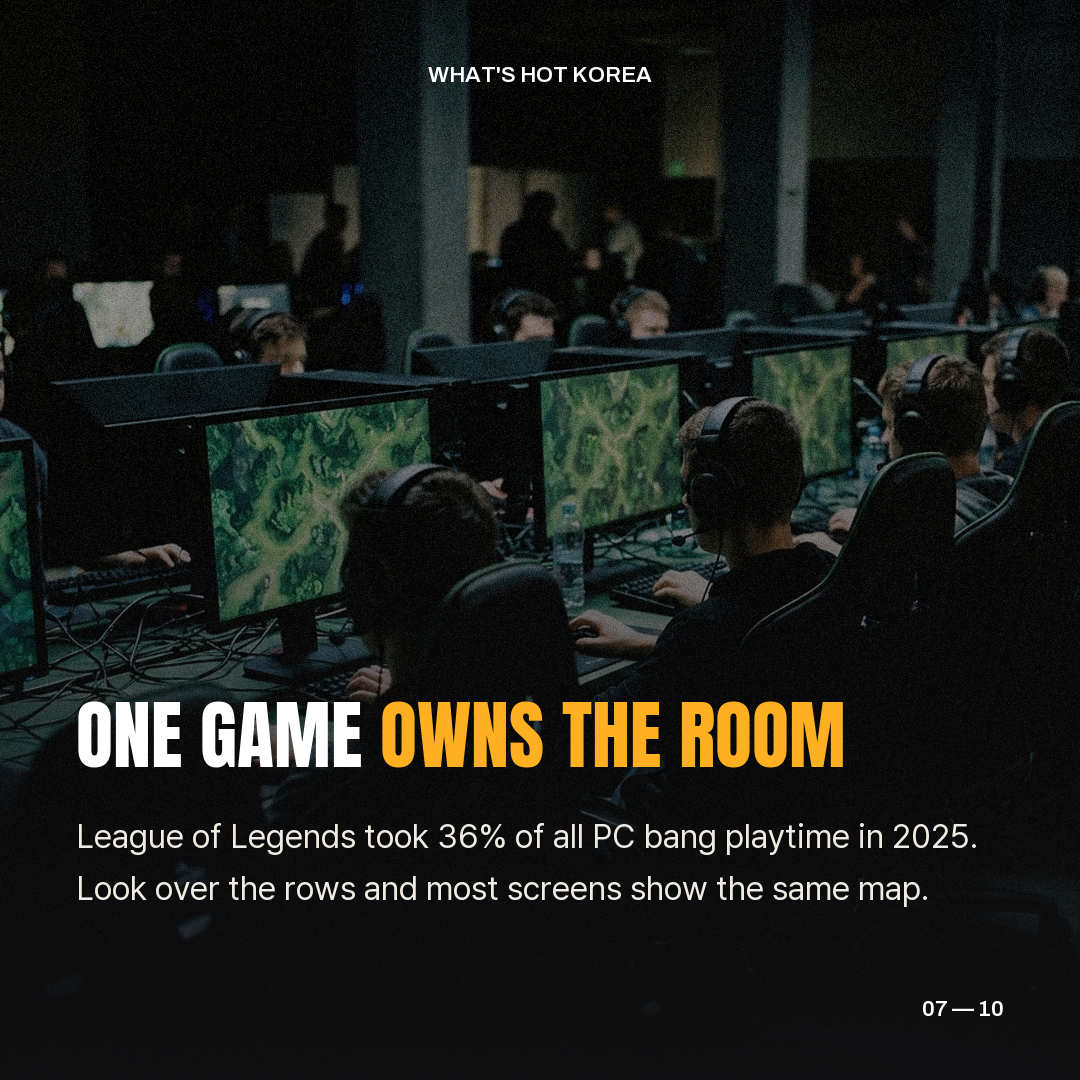 WHAT'S HOT KOREA
ONE GAME OWNS THE ROOM
League of Legends took 36% of all PC bang playtime in 2025.
Look over the rows and most screens show the same map.
07 — 10